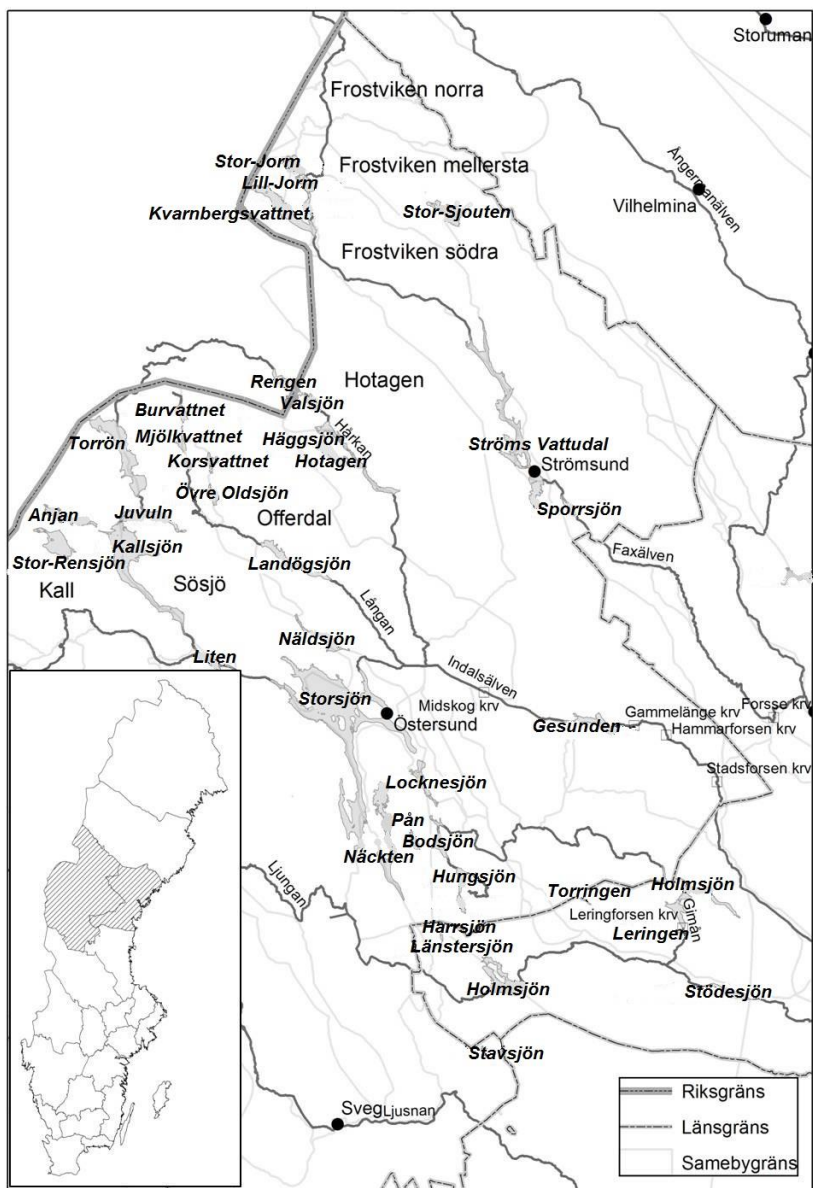 Storuman
Frostviken norra
Ångermanälven
Stor-Jorm
Frostviken mellersta
Lill-Jorm
Vilhelmina
Kvarnbergsvattnet
Stor-Sjouten
Frostviken södra
Rengen
Hotagen
Valsjön
Burvattnet
Hårkan
Torrön
Mjölkvattnet
Häggsjön
Ströms Vattudal
Korsvattnet
Hotagen
Strömsund
Övre Oldsjön
Anjan
Juvuln
Offerdal
Sporrsjön
Kallsjön
Faxälven
Stor-Rensjön
Landögsjön
Kall
Sösjö
Långan
Näldsjön
Liten
Indalsälven
Storsjön
Midskog krv
Forsse krv
Östersund
Gesunden
Gammelänge krv
Hammarforsen krv
Locknesjön
Stadsforsen krv
Pån
Bodsjön
Näckten
Ljungan
Hungsjön
Torringen
Holmsjön
Leringforsen krv
Gimån
Harrsjön
Leringen
Länstersjön
Holmsjön
Stödesjön
Stavsjön
Sveg
Ljusnan
Riksgräns
Länsgräns
Samebygräns